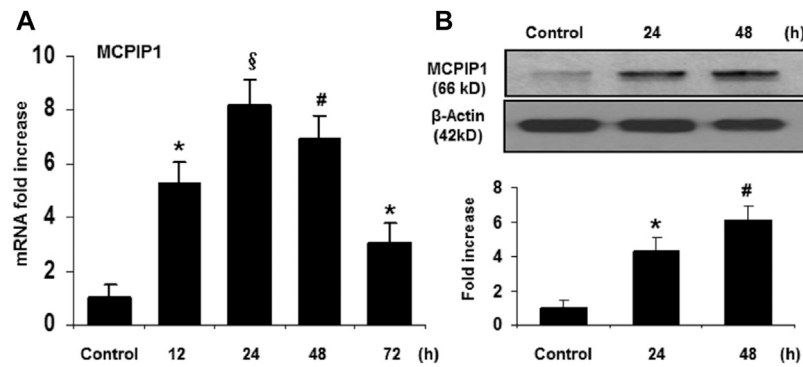 A
MCPIP1
mRNA fold increase
10
8
6
4
2
0
§
#
*
*
Control 12 24 48 72 (h)
B
Control 24 48 (h)
MCPIP1
(66 kD)
β-Actin
(42kD)
Fold increase
8
6
4
2
0
#
*
Control 24 48 (h)